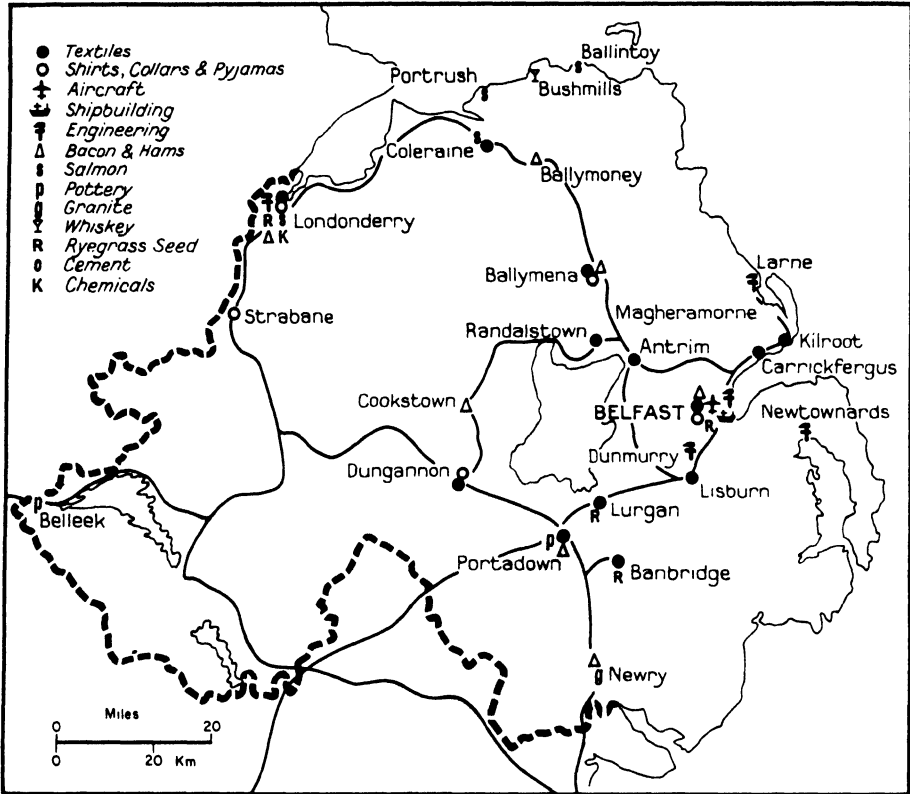 Textiles
Shirts, Collars & Pyjamas
Aircraft
Shipbuilding
Engineering
Bacon & Hams
s Salmon
p Pottery
g Granite
Whiskey
R Ryegrass Seed
Cement
K Chemicals
Ballintoy
s
Portrush
Bushmills
s
s
Coleraine
Ballymoney
Londonderry
R s
K
Ballymena
Larne
Magheramorne
Strabane
Randalstown
Antrim
Kilroot
Carrickfergus
Cookstown
BELFAST
R
Newtownards
Dunmurry
Dungannon
Lisburn
p
Belleek
Lurgan
R
p
Portadown
Banbridge
R
Newry
g
Miles
0 20
0 20 Km